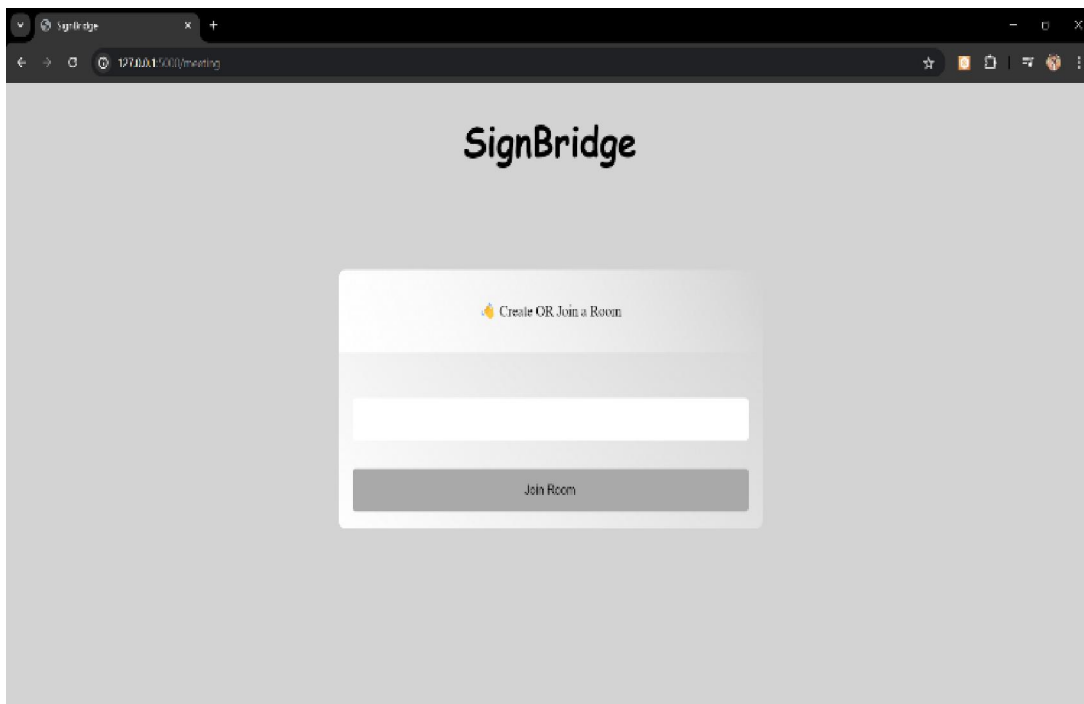 SignBridge
127.0.0.1:5000/meeting
SignBridge
👋 Create OR Join a Room
Join Room